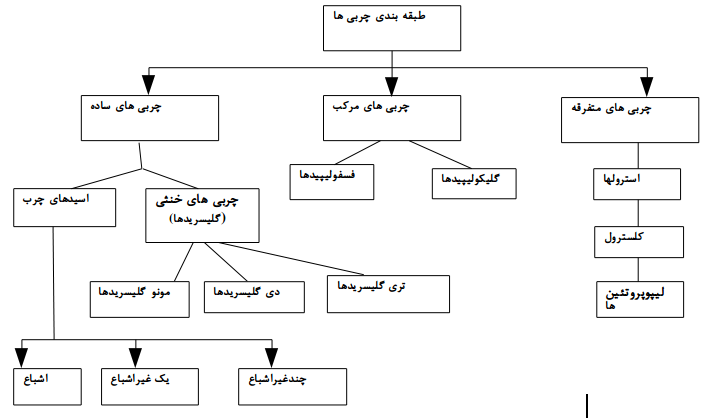 طبقه بندی چربی ها
چربی های متفرقه
چربی های مرکب
چربی های ساده
استرولها
گلیکولیپیدها
فسفولیپیدها
چربی های خنثی
(گلیسریدها)
اسیدهای چرب
کلسترول
لیپوپروتئین
ها
تری گلیسریدها
دی گلیسریدها
مونو گلیسریدها
چندغیراشباع
یک غیراشباع
اشباع